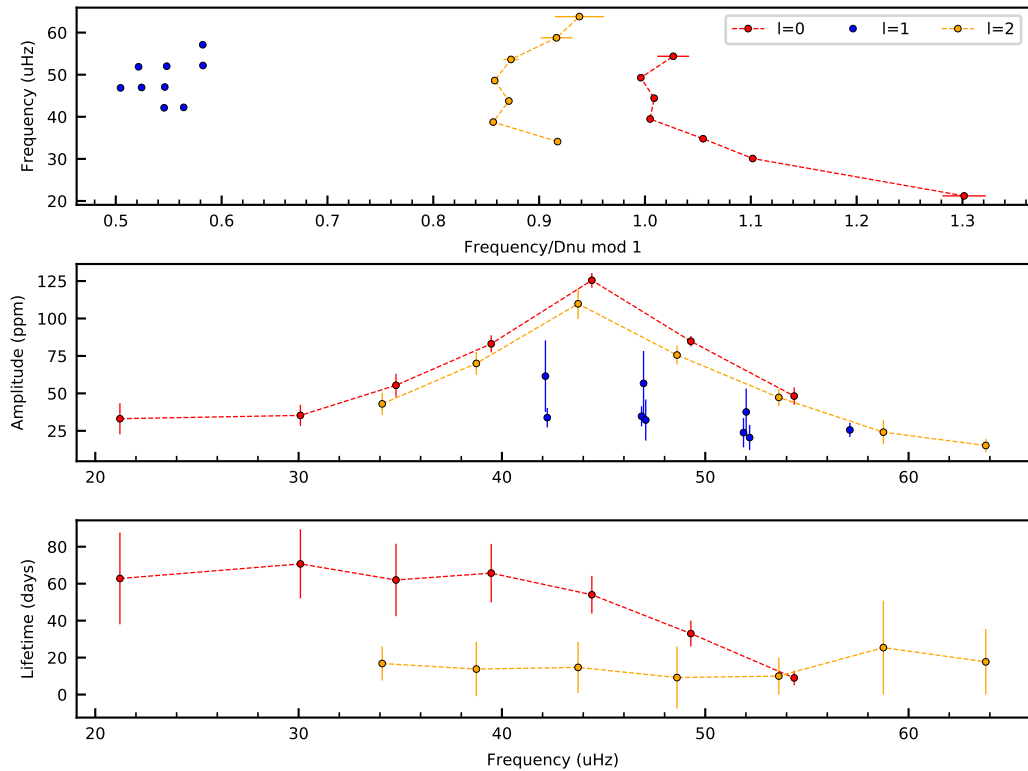 l=0 l=1 l=2
Frequency (uHz)
60
50
40
30
20
0.5 0.6 0.7 0.8 0.9 1.0 1.1 1.2 1.3
Frequency/Dnu mod 1
Amplitude (ppm)
125
100
75
50
25
20 30 40 50 60
Lifetime (days)
80
60
40
20
0
20 30 40 50 60
Frequency (uHz)